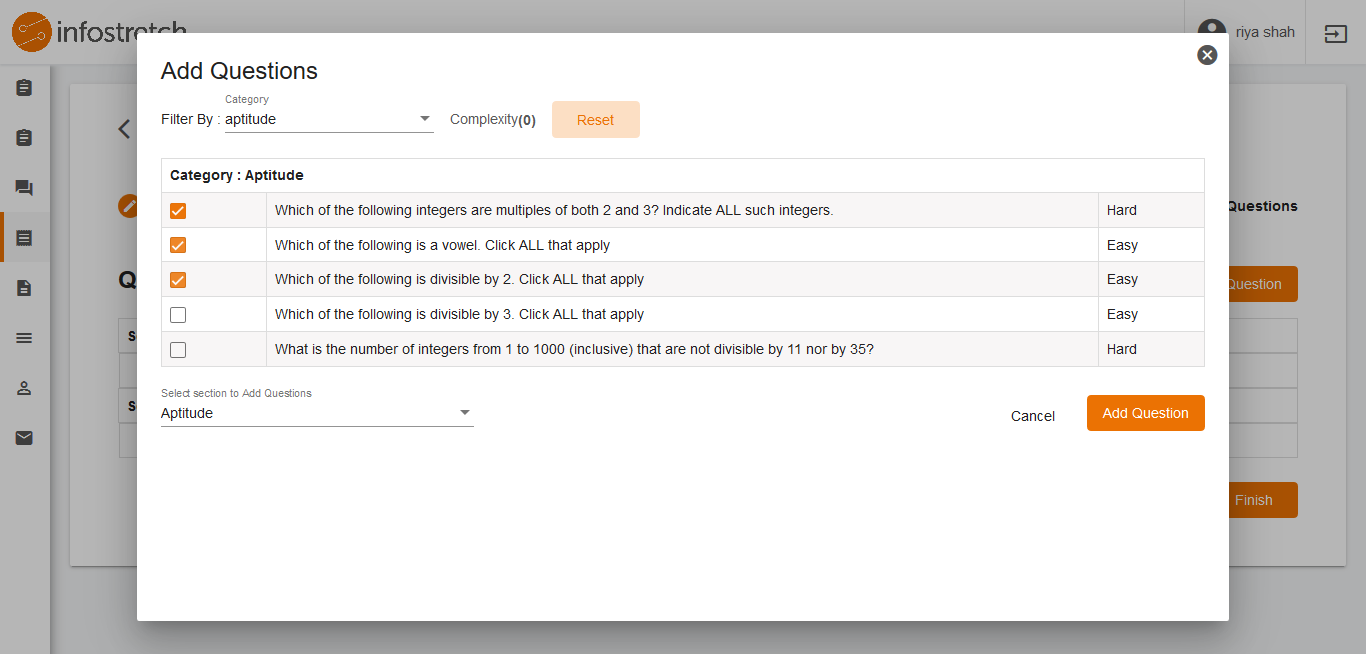 infostretch
riya shah
Add Questions
Category
Filter By : aptitude
Complexity(0)
Reset
Category : Aptitude
Which of the following integers are multiples of both 2 and 3? Indicate ALL such integers. Hard
Which of the following is a vowel. Click ALL that apply Easy
Which of the following is divisible by 2. Click ALL that apply Easy
Which of the following is divisible by 3. Click ALL that apply Easy
What is the number of integers from 1 to 1000 (inclusive) that are not divisible by 11 nor by 35? Hard
Select section to Add Questions
Aptitude
Cancel
Add Question
Questions
Question
Finish